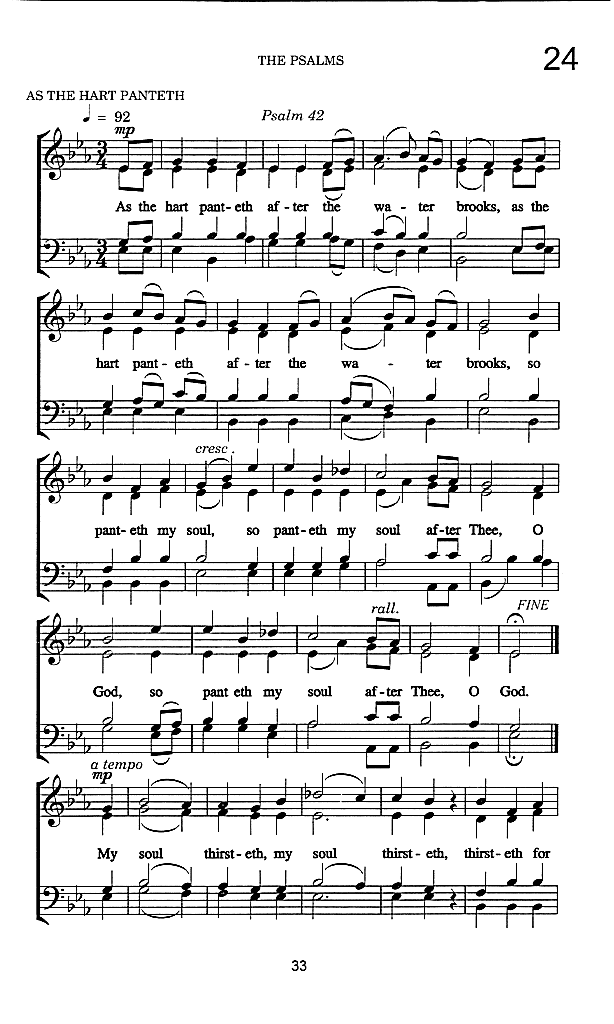 24
THE PSALMS
AS THE HART PANTETH
♩ = 92
Psalm 42
mp
As the hart pant- eth af - ter the wa - ter brooks, as the
hart pant - eth af - ter the wa - ter brooks, so
cresc .
pant- eth my soul, so pant- eth my soul af - ter Thee, O
rall.
FINE
God, so pant eth my soul af - ter Thee, O God.
a tempo
mp
My soul thirst - eth, my soul thirst - eth, thirst - eth for
33